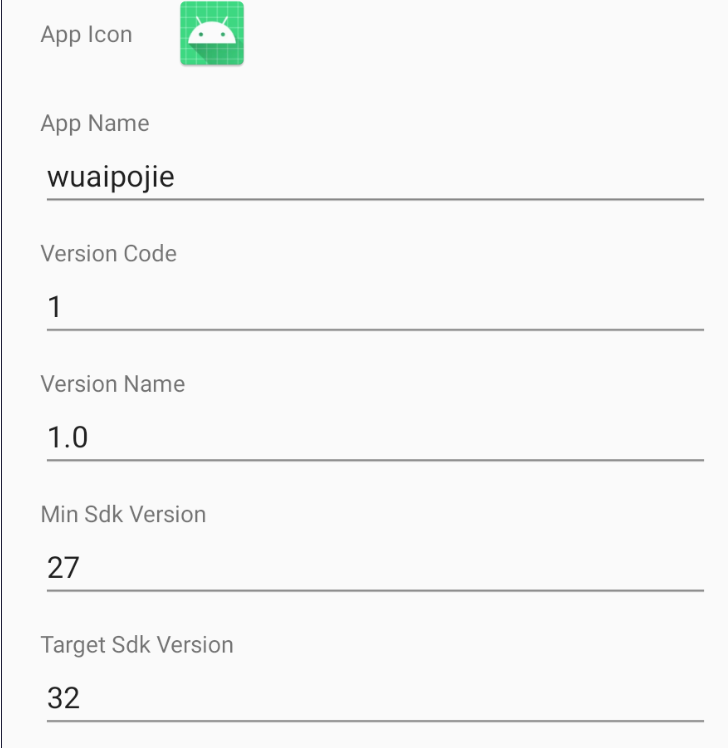 App Icon
App Name
wuaipojie
Version Code
1
Version Name
1.0
Min Sdk Version
27
Target Sdk Version
32